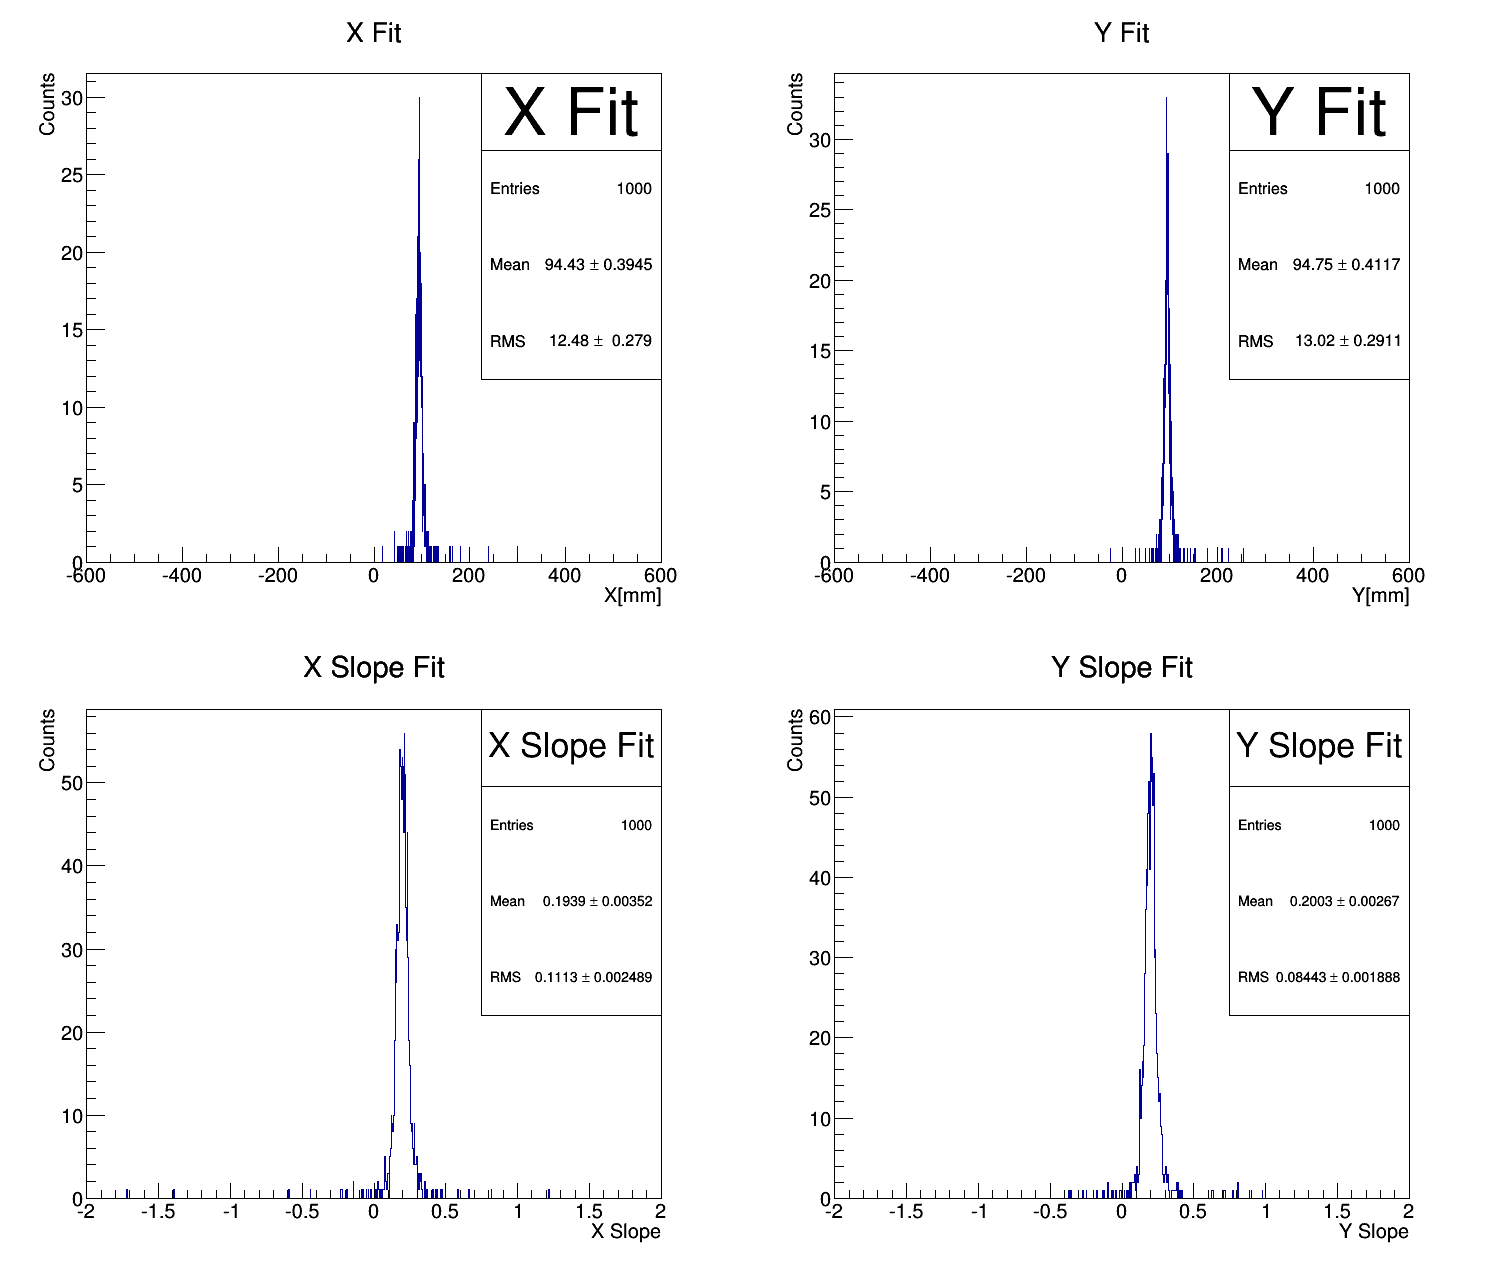 X Fit
Counts
30
25
20
15
10
5
0
-600 -400 -200 0 200 400 600
X[mm]
X Fit
Entries 1000
Mean 94.43 ± 0.3945
RMS 12.48 ± 0.279
Y Fit
Counts
30
25
20
15
10
5
0
-600 -400 -200 0 200 400 600
Y[mm]
Y Fit
Entries 1000
Mean 94.75 ± 0.4117
RMS 13.02 ± 0.2911
X Slope Fit
Counts
50
40
30
20
10
0
-2 -1.5 -1 -0.5 0 0.5 1 1.5 2
X Slope
X Slope Fit
Entries 1000
Mean 0.1939 ± 0.00352
RMS 0.1113 ± 0.002489
Y Slope Fit
Counts
60
50
40
30
20
10
0
-2 -1.5 -1 -0.5 0 0.5 1 1.5 2
Y Slope
Y Slope Fit
Entries 1000
Mean 0.2003 ± 0.00267
RMS 0.08443 ± 0.001888